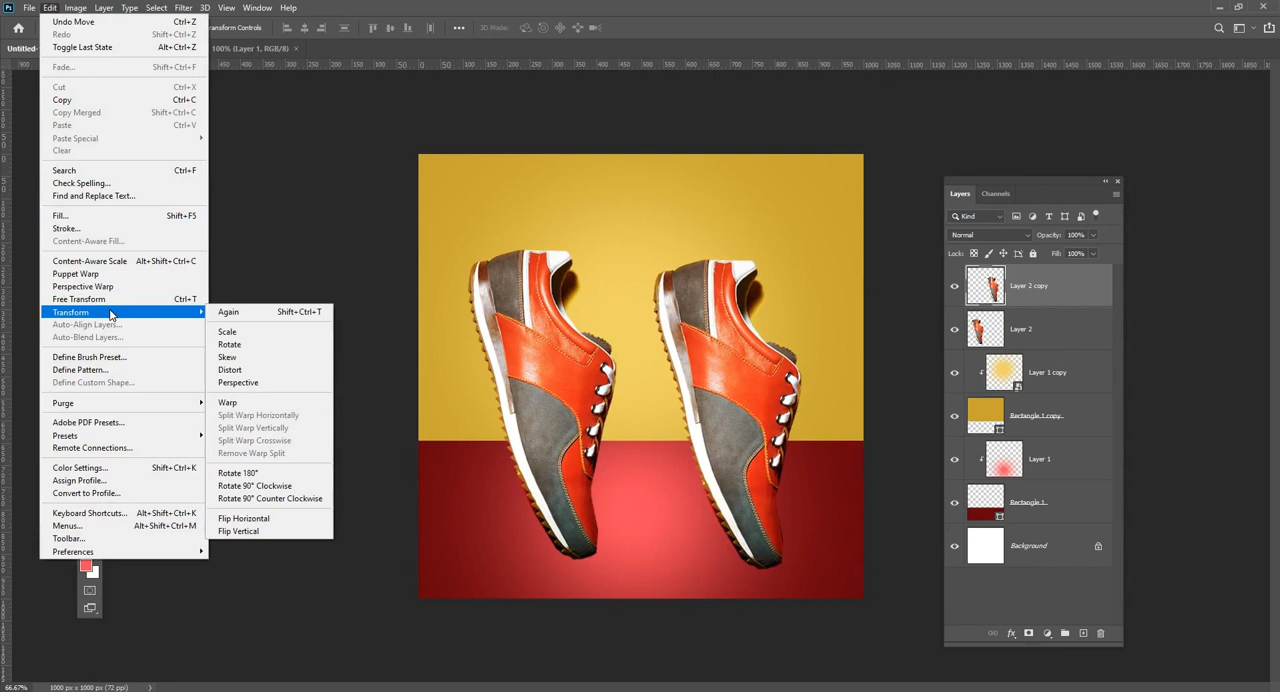 Ps File Edit Image Layer Type Select Filter 3D View Window Help
Transform Controls 3D Mode:
Untitled- 100% (Layer 1, RGB/8)
Undo Move Ctrl+Z
Redo Shift+Ctrl+Z
Toggle Last State Alt+Ctrl+Z
Fade... Shift+Ctrl+F
Cut Ctrl+X
Copy Ctrl+C
Copy Merged Shift+Ctrl+C
Paste Ctrl+V
Paste Special
Clear
Search Ctrl+F
Check Spelling...
Find and Replace Text...
Fill... Shift+F5
Stroke...
Content-Aware Fill...
Content-Aware Scale Alt+Shift+Ctrl+C
Puppet Warp
Perspective Warp
Free Transform Ctrl+T
Transform
Auto-Align Layers...
Auto-Blend Layers...
Define Brush Preset...
Define Pattern...
Define Custom Shape...
Purge
Adobe PDF Presets...
Presets
Remote Connections...
Color Settings... Shift+Ctrl+K
Assign Profile...
Convert to Profile...
Keyboard Shortcuts... Alt+Shift+Ctrl+K
Menus... Alt+Shift+Ctrl+M
Toolbar...
Preferences
Again Shift+Ctrl+T
Scale
Rotate
Skew
Distort
Perspective
Warp
Split Warp Horizontally
Split Warp Vertically
Split Warp Crosswise
Remove Warp Split
Rotate 180°
Rotate 90° Clockwise
Rotate 90° Counter Clockwise
Flip Horizontal
Flip Vertical
Layers Channels
Kind
Normal Opacity: 100%
Lock: Fill: 100%
Layer 2 copy
Layer 2
Layer 1 copy
Rectangle 1 copy
Layer 1
Rectangle 1
Background
fx
66.67% 1000 px x 1000 px (72 ppi)